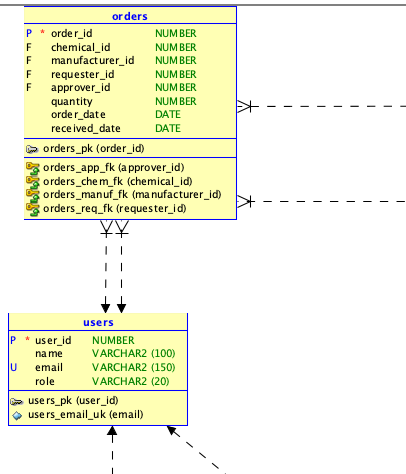 orders
P * order_id NUMBER
F chemical_id NUMBER
F manufacturer_id NUMBER
F requester_id NUMBER
F approver_id NUMBER
quantity NUMBER
order_date DATE
received_date DATE
orders_pk (order_id)
orders_app_fk (approver_id)
orders_chem_fk (chemical_id)
orders_manuf_fk (manufacturer_id)
orders_req_fk (requester_id)
users
P * user_id NUMBER
name VARCHAR2 (100)
U email VARCHAR2 (150)
role VARCHAR2 (20)
users_pk (user_id)
users_email_uk (email)